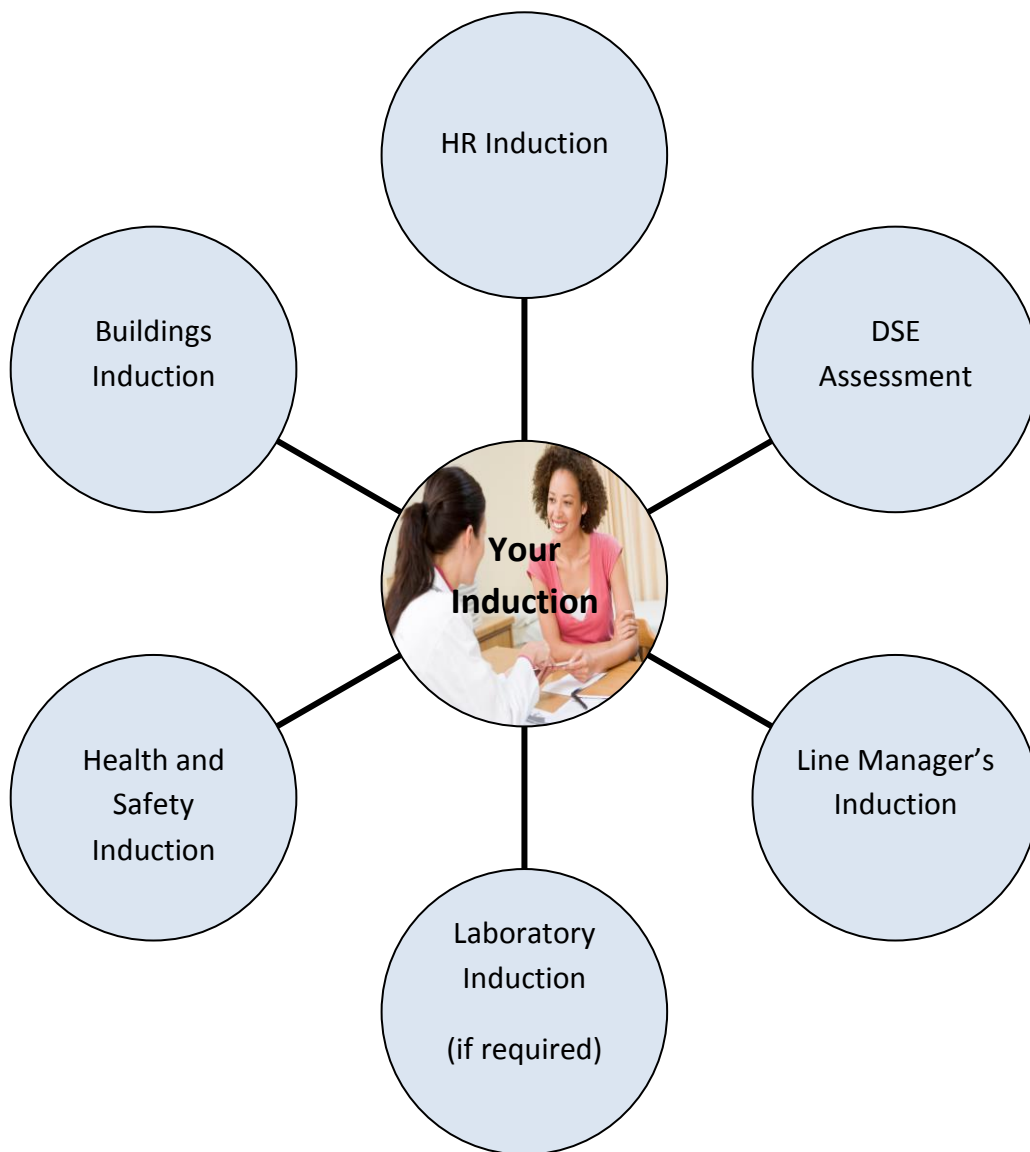 HR Induction
Buildings
Induction
DSE
Assessment
Your
Induction
Health and
Safety
Induction
Line Manager’s
Induction
Laboratory
Induction
(if required)